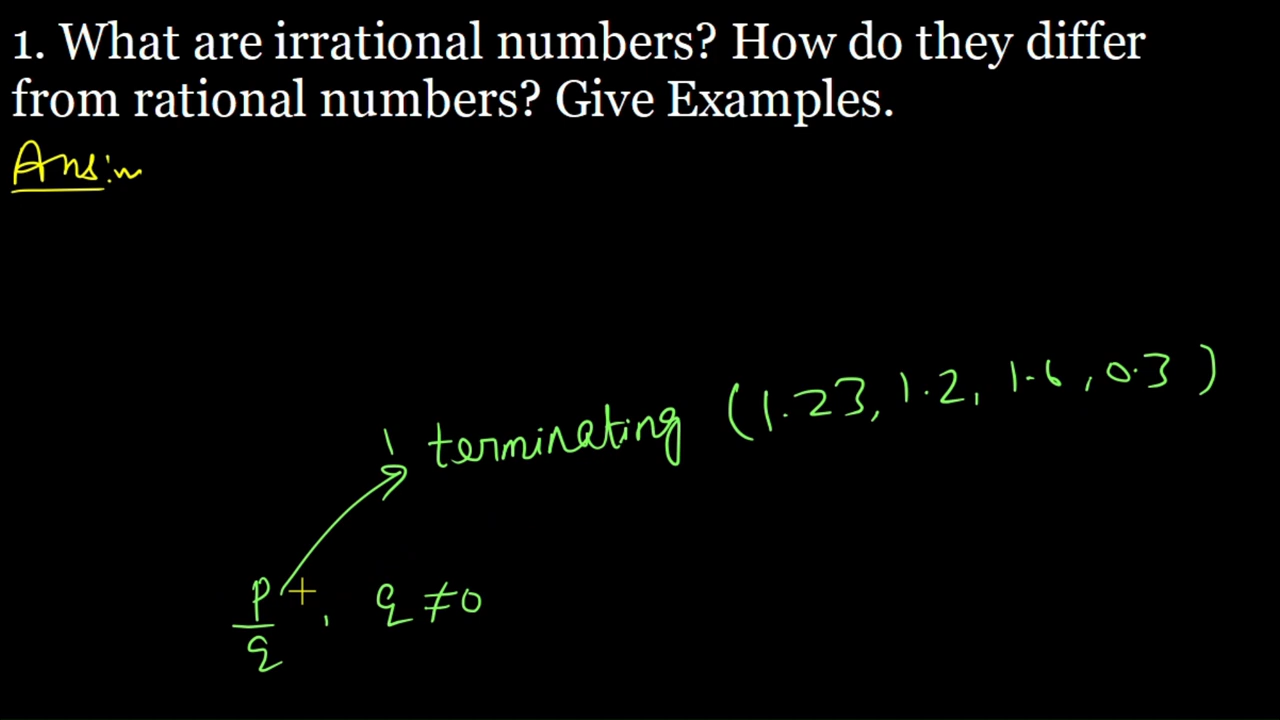 1. What are irrational numbers? How do they differ
from rational numbers? Give Examples.
Ans:~
1 terminating (1.23, 1.2, 1.6, 0.3)
p/q, q ≠ 0